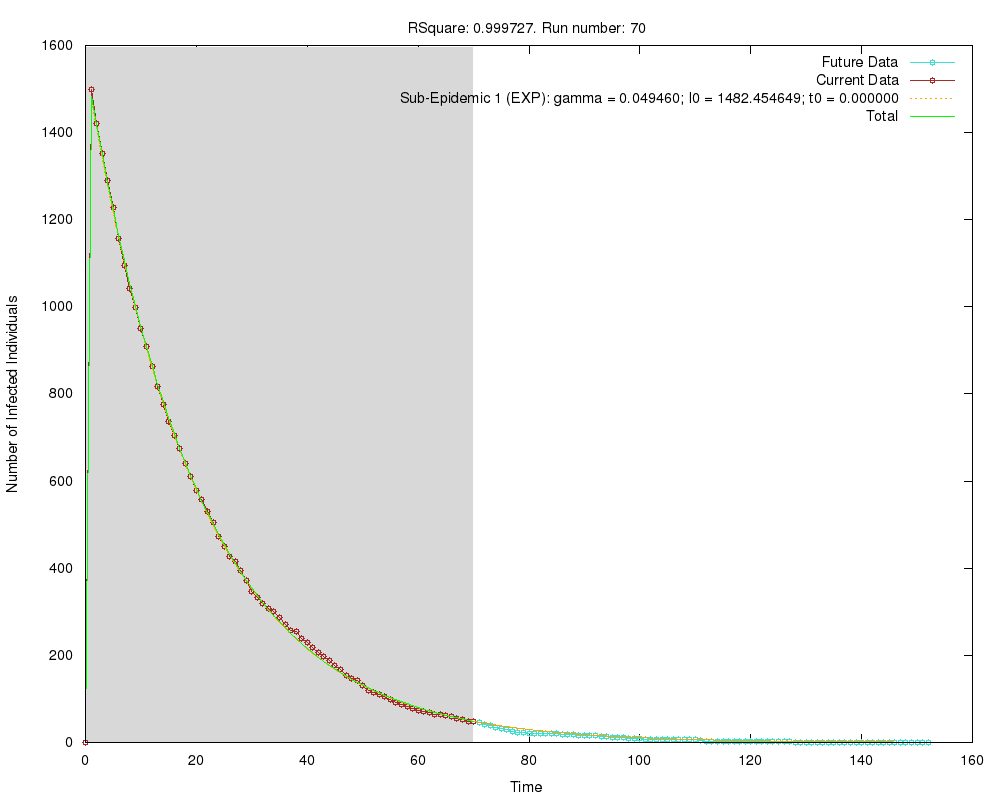 RSquare: 0.999727. Run number: 70
Future Data
Current Data
Sub-Epidemic 1 (EXP): gamma = 0.049460; I0 = 1482.454649; t0 = 0.000000
Total
Number of Infected Individuals
1600
1400
1200
1000
800
600
400
200
0
0 20 40 60 80 100 120 140 160
Time